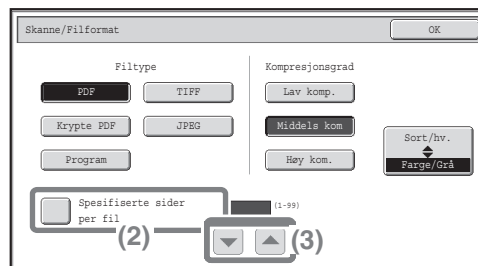 Skanne/Filformat
OK
Filtype
Kompresjonsgrad
PDF
TIFF
Lav komp.
Krypte PDF
JPEG
Middels kom
Program
Høy kom.
Sort/hv.
Farge/Grå
Spesifiserte sider
per fil
(1-99)
(2)
(3)